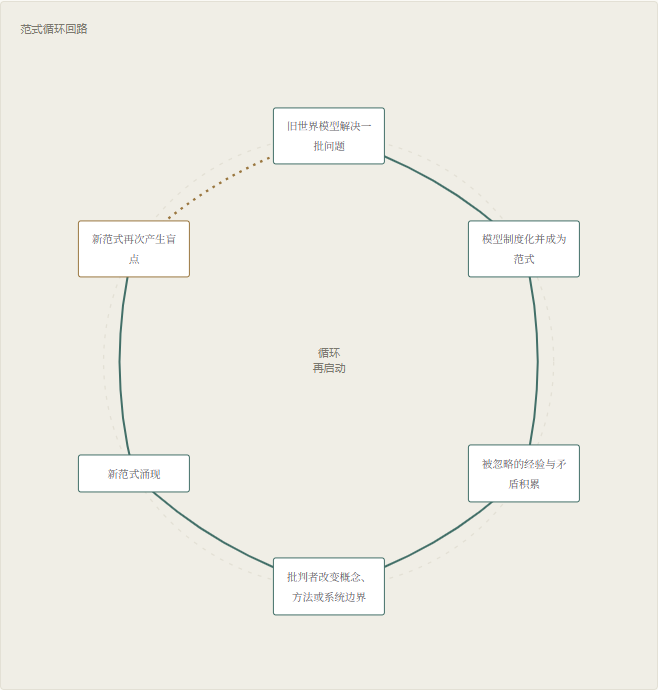 范式循环回路
旧世界模型解决一
批问题
模型制度化并成为
范式
被忽略的经验与矛
盾积累
批判者改变概念、
方法或系统边界
新范式涌现
新范式再次产生盲
点
循环
再启动